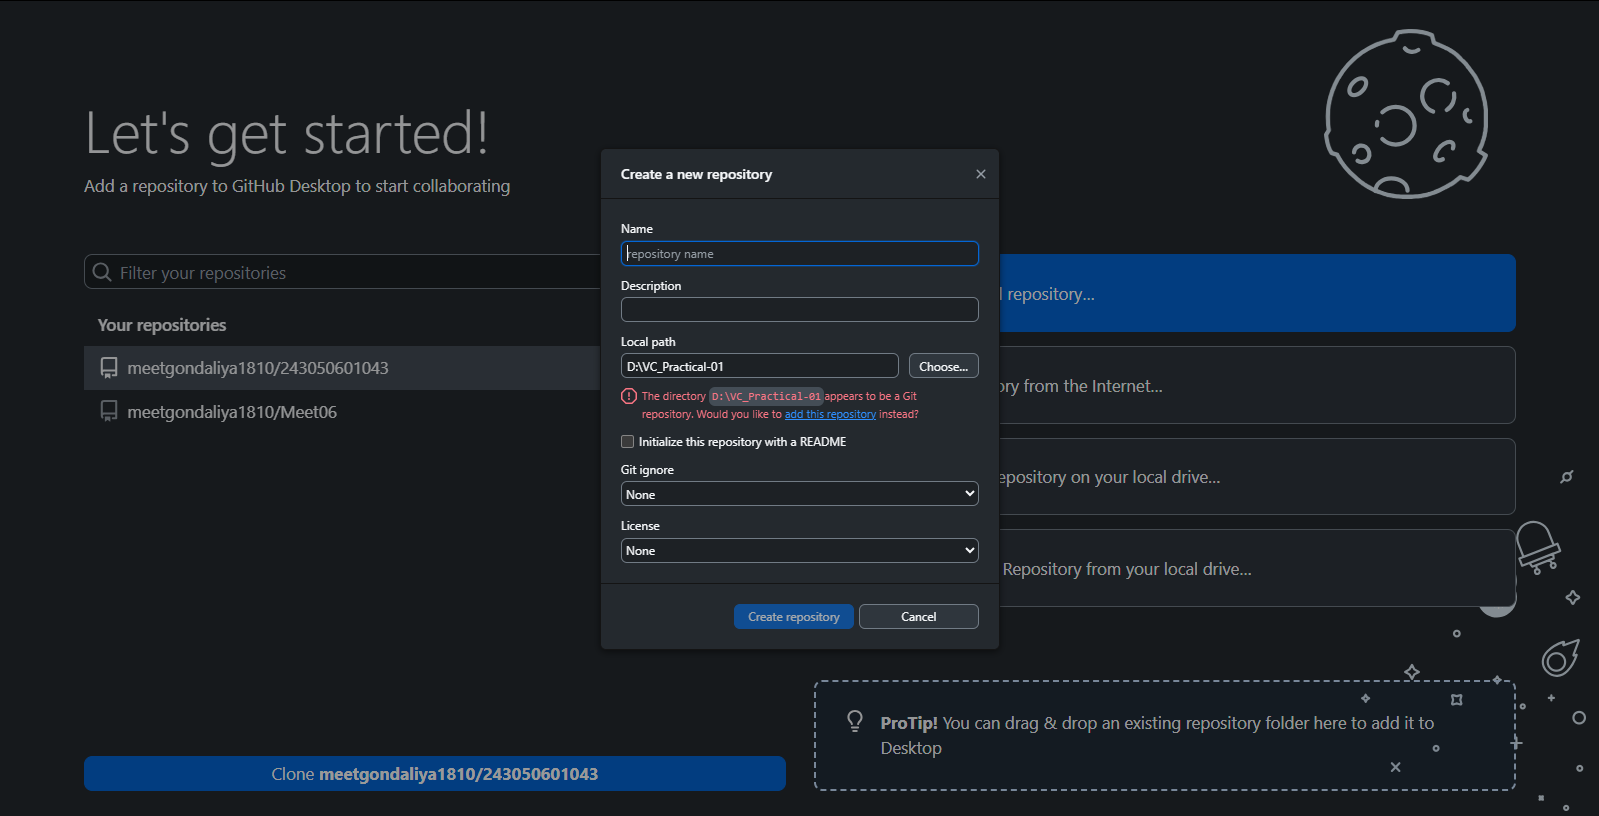 Let's get started!
Add a repository to GitHub Desktop to start collaborating
Filter your repositories
Your repositories
meetgondaliya1810/243050601043
meetgondaliya1810/Meet06
Clone meetgondaliya1810/243050601043
Create a new repository
Name
repository name
Description
Local path
D:\VC_Practical-01
Choose...
The directory D:\VC_Practical-01 appears to be a Git
repository. Would you like to add this repository instead?
Initialize this repository with a README
Git ignore
None
License
None
Create repository
Cancel
repository...
from the Internet...
on your local drive...
Repository from your local drive...
ProTip! You can drag & drop an existing repository folder here to add it to
Desktop